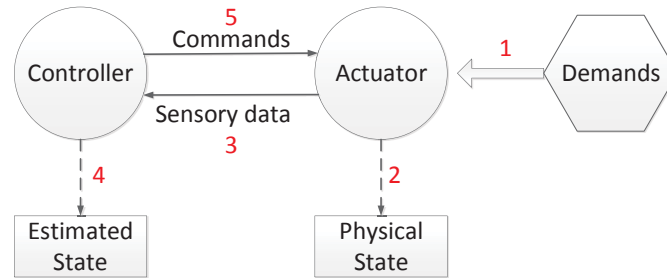 5
Commands
1
Controller
Actuator
Demands
Sensory data
3
4
2
Estimated
State
Physical
State